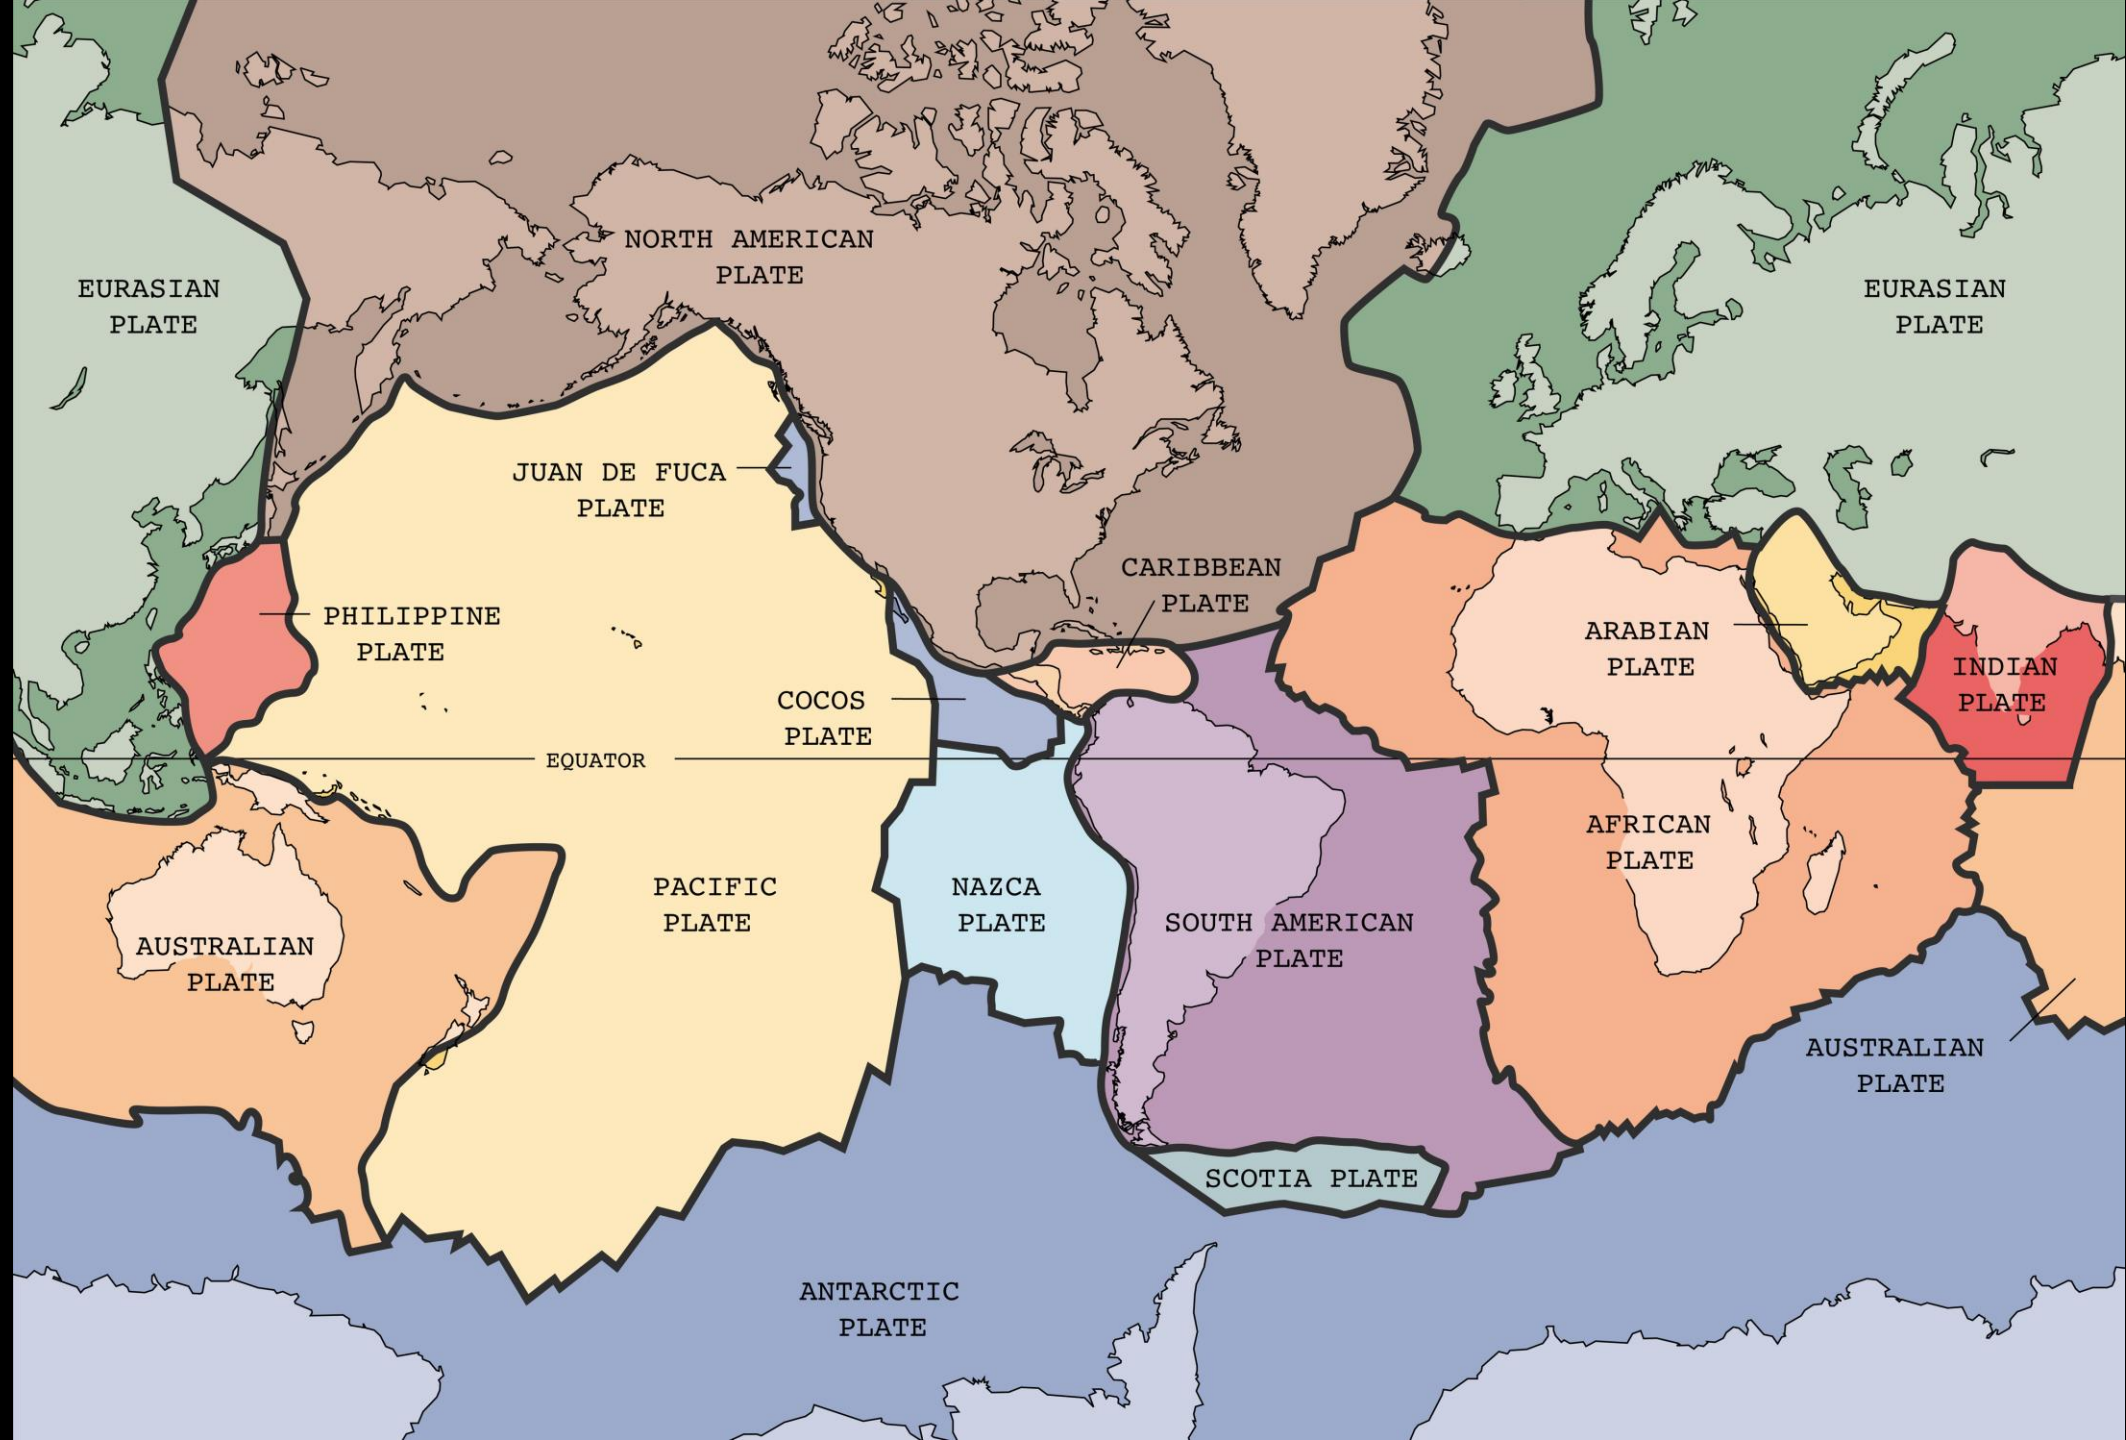 NORTH AMERICAN
PLATE
EURASIAN
PLATE
EURASIAN
PLATE
JUAN DE FUCA
PLATE
CARIBBEAN
PLATE
PHILIPPINE
PLATE
ARABIAN
PLATE
INDIAN
PLATE
COCOS
PLATE
EQUATOR
AFRICAN
PLATE
PACIFIC
PLATE
NAZCA
PLATE
SOUTH AMERICAN
PLATE
AUSTRALIAN
PLATE
AUSTRALIAN
PLATE
SCOTIA PLATE
ANTARCTIC
PLATE